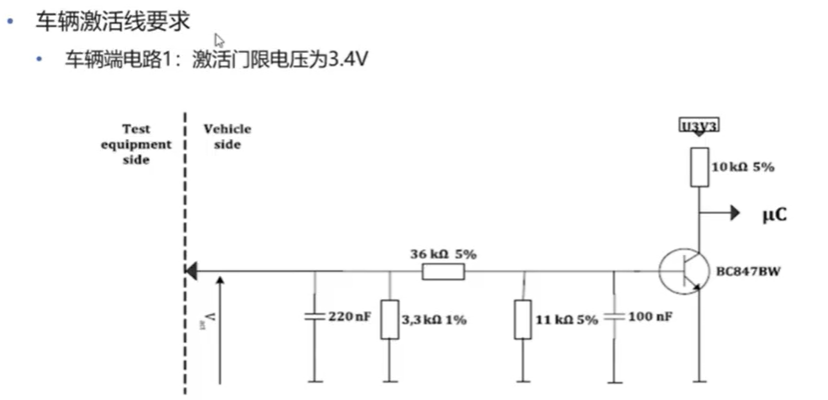 车辆激活线要求
车辆端电路1：激活门限电压为3.4V
Test
equipment
side
Vehicle
side
U3V3
10kΩ 5%
μC
36 kΩ 5%
BC847BW
220 nF
3,3 kΩ 1%
11 kΩ 5%
100 nF
V act